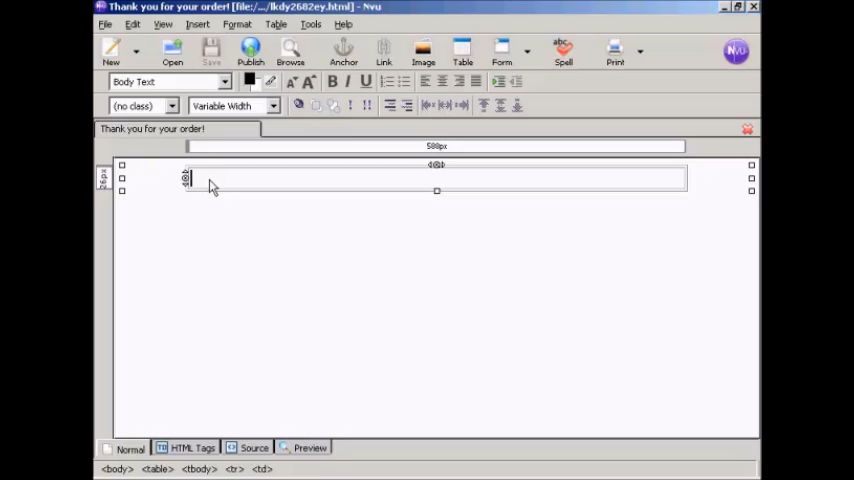 Thank you for your order! [file:/.../lkdy2682ey.html] - Nvu
File Edit View Insert Format Table Tools Help
New Open Save Publish Browse Anchor Link Image Table Form Spell Print
NVU
Body Text B I U
(no class) Variable Width ! !!
Thank you for your order!
588px
26px
Normal HTML Tags Source Preview
<body> <table> <tbody> <tr> <td>